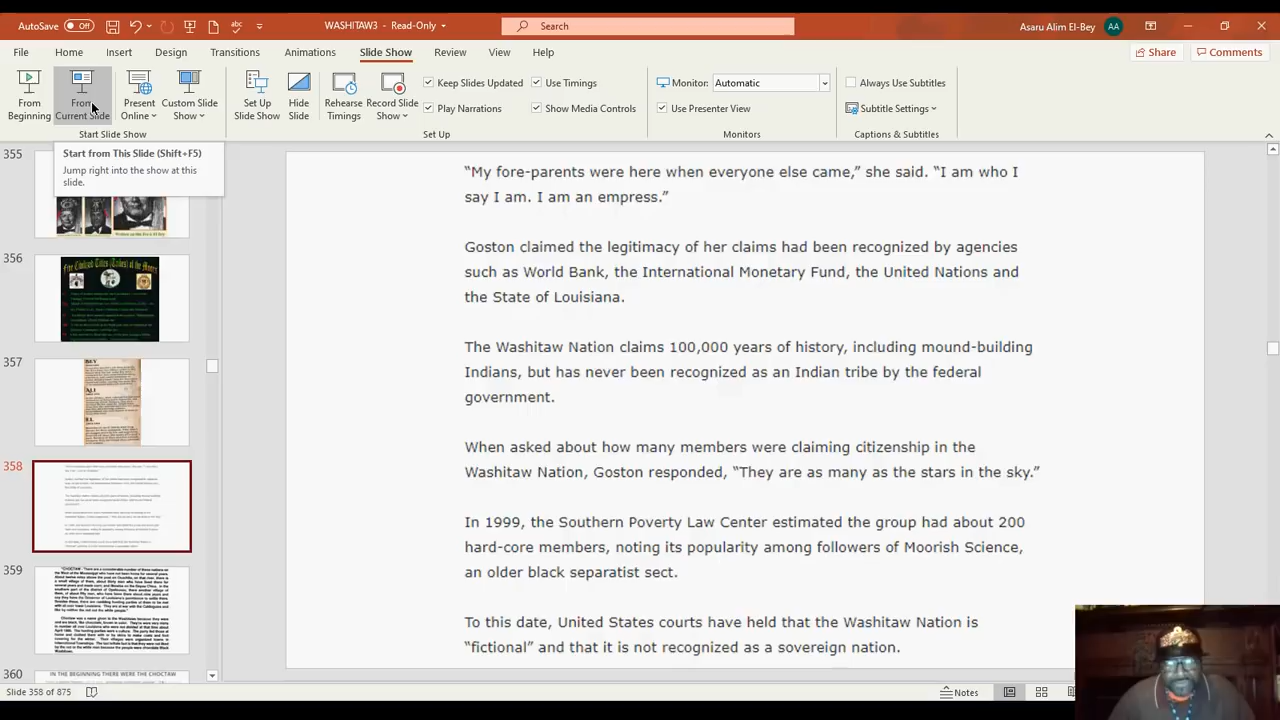 AutoSave Off WASHITAW3 - Read-Only Search Asaru Alim El-Bey AA
File Home Insert Design Transitions Animations Slide Show Review View Help Share Comments
From Beginning
From Current Slide
Present Online
Custom Slide Show
Set Up Slide Show
Hide Slide
Rehearse Timings
Record Slide Show
Keep Slides Updated
Play Narrations
Use Timings
Show Media Controls
Monitor: Automatic
Use Presenter View
Always Use Subtitles
Subtitle Settings
Start Slide Show Set Up Monitors Captions & Subtitles
Start from This Slide (Shift+F5)
Jump right into the show at this
slide.
355
356
357
358
359
360
IN THE BEGINNING THERE WERE THE CHOCTAW
“My fore-parents were here when everyone else came,” she said. “I am who I
say I am. I am an empress.”
Goston claimed the legitimacy of her claims had been recognized by agencies
such as World Bank, the International Monetary Fund, the United Nations and
the State of Louisiana.
The Washitaw Nation claims 100,000 years of history, including mound-building
Indians, but has never been recognized as an Indian tribe by the federal
government.
When asked about how many members were claiming citizenship in the
Washitaw Nation, Goston responded, “They are as many as the stars in the sky.”
In 1999, the Southern Poverty Law Center estimated the group had about 200
hard-core members, noting its popularity among followers of Moorish Science,
an older black separatist sect.
To this date, United States courts have held that the Washitaw Nation is
“fictional” and that it is not recognized as a sovereign nation.
Slide 358 of 875 Notes